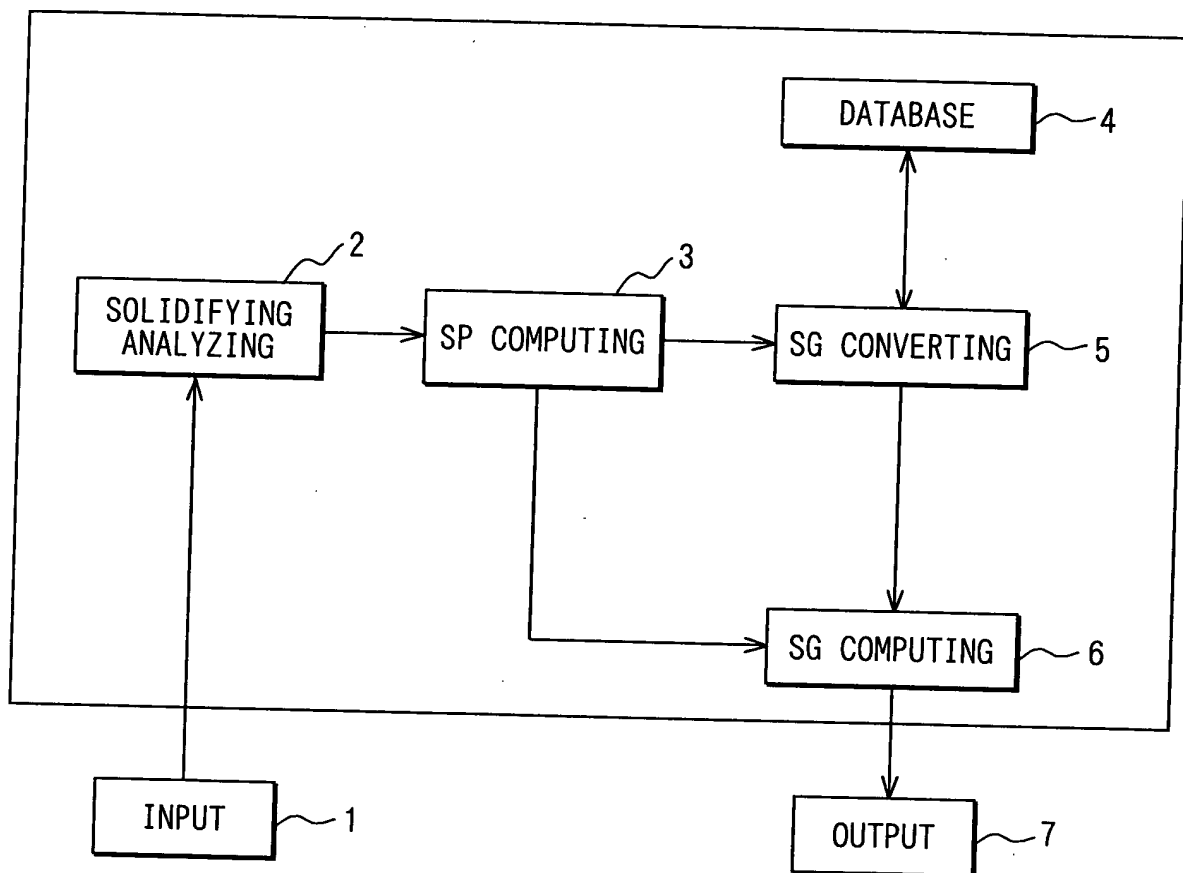 DATABASE
4
2
SOLIDIFYING
ANALYZING
3
SP COMPUTING
SG CONVERTING
5
SG COMPUTING
6
INPUT
1
OUTPUT
7